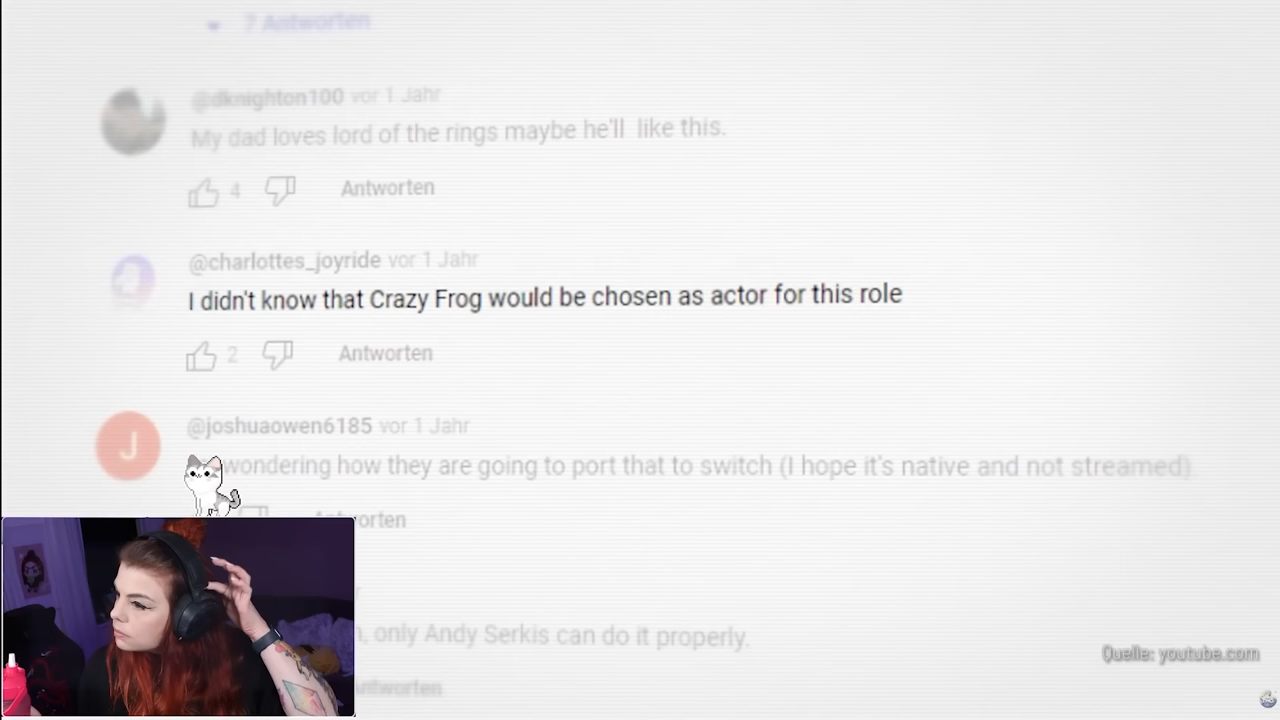 7 Antworten
@dknighton100 vor 1 Jahr
My dad loves lord of the rings maybe he'll like this.
4 Antworten
@charlottes_joyride vor 1 Jahr
I didn't know that Crazy Frog would be chosen as actor for this role
2 Antworten
J
@joshuaowen6185 vor 1 Jahr
wondering how they are going to port that to switch (I hope it's native and not streamed).
Antworten
only Andy Serkis can do it properly.
Antworten
Quelle: youtube.com